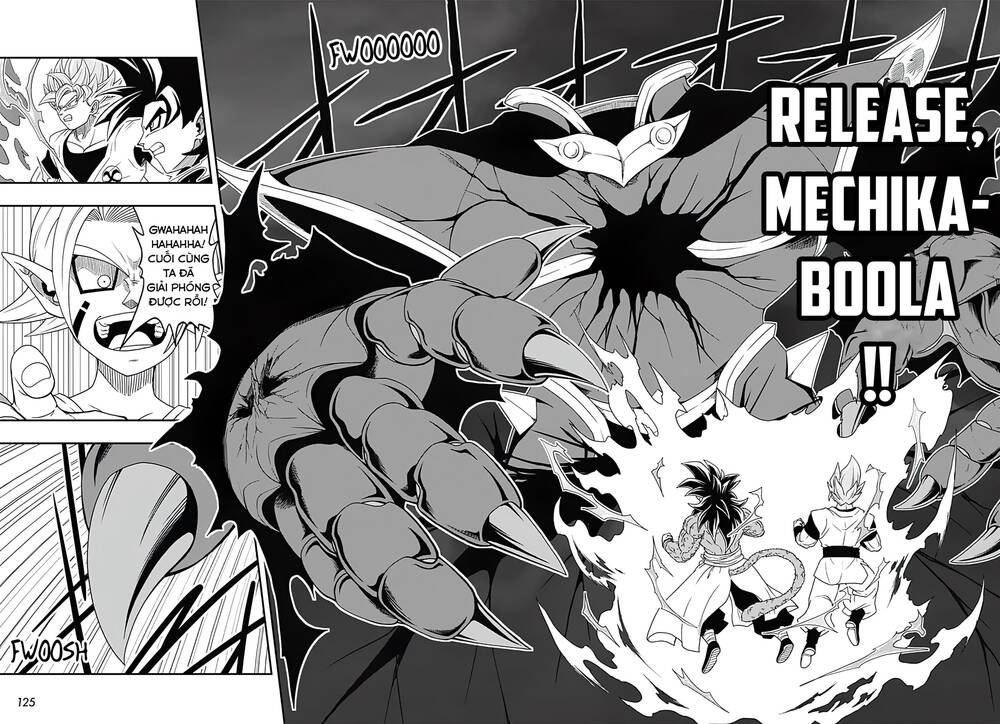 FWOOOOOO
RELEASE,
MECHIKA-
BOOLA
!!
GWAHAHAH
HAHAHHA!
CUỐI CÙNG
TA ĐÃ
GIẢI PHÓNG
ĐƯỢC RỒI!
FWOOSH
125